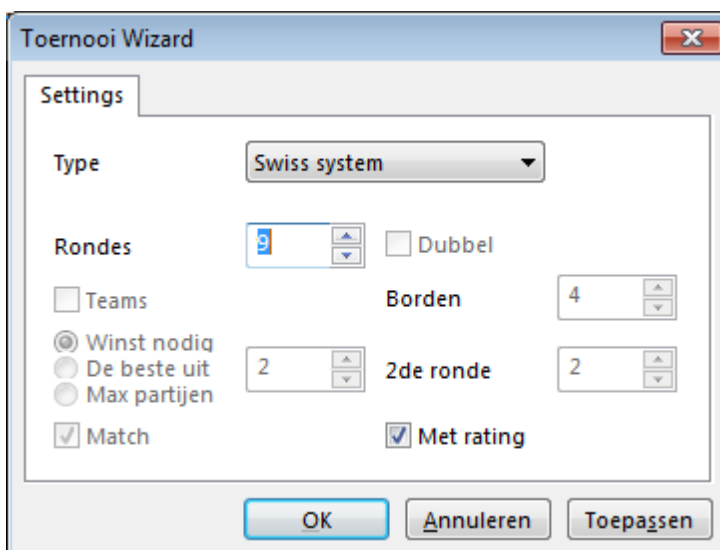 Toernooi Wizard
Settings
Type Swiss system
Rondes 9 Dubbel
Teams Borden 4
Winst nodig
De beste uit 2 2de ronde 2
Max partijen
Match Met rating
OK Annuleren Toepassen